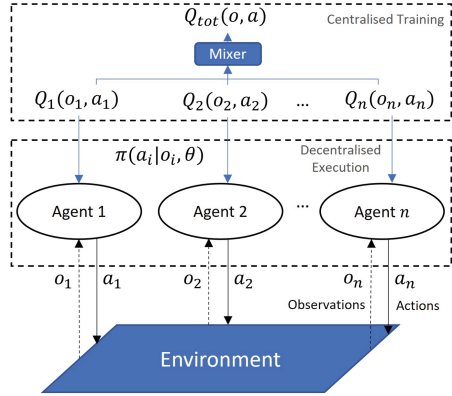 Q_tot(o, a)
Centralised Training
Mixer
Q_1(o_1, a_1) Q_2(o_2, a_2) ... Q_n(o_n, a_n)
π(a_i|o_i, θ)
Decentralised
Execution
Agent 1 Agent 2 ... Agent n
o_1 a_1 o_2 a_2 o_n a_n
Observations Actions
Environment